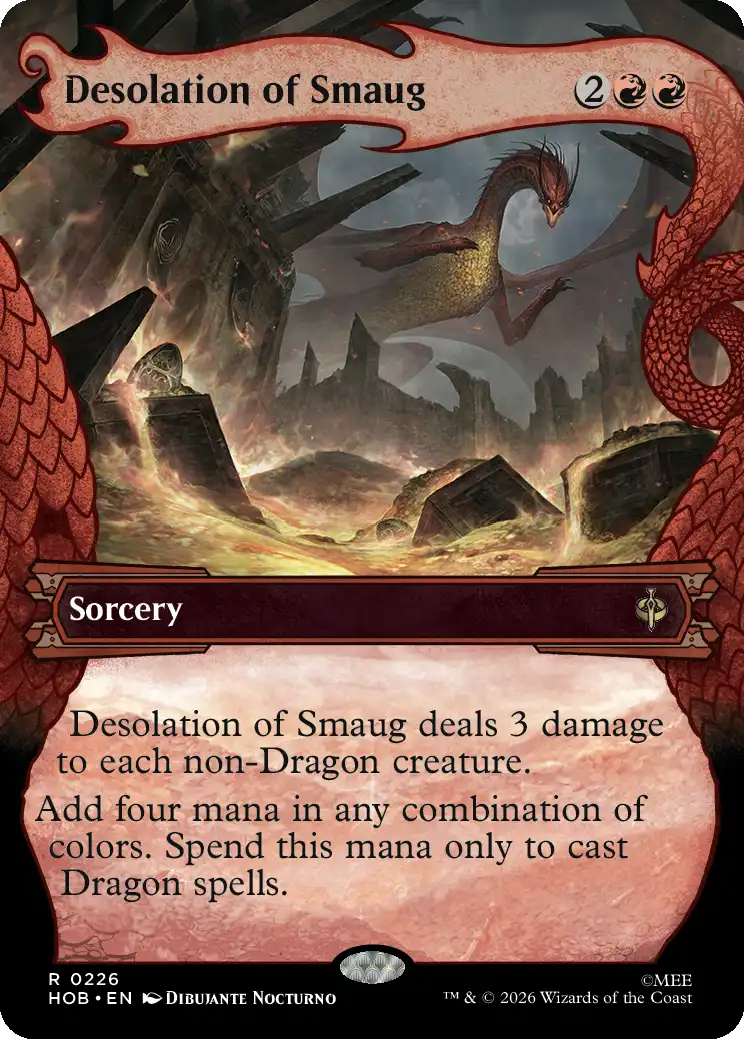 Desolation of Smaug 2
Sorcery
Desolation of Smaug deals 3 damage
to each non-Dragon creature.
Add four mana in any combination of
colors. Spend this mana only to cast
Dragon spells.
R 0226
HOB • EN DIBUJANTE NOCTURNO
©MEE
™ & © 2026 Wizards of the Coast